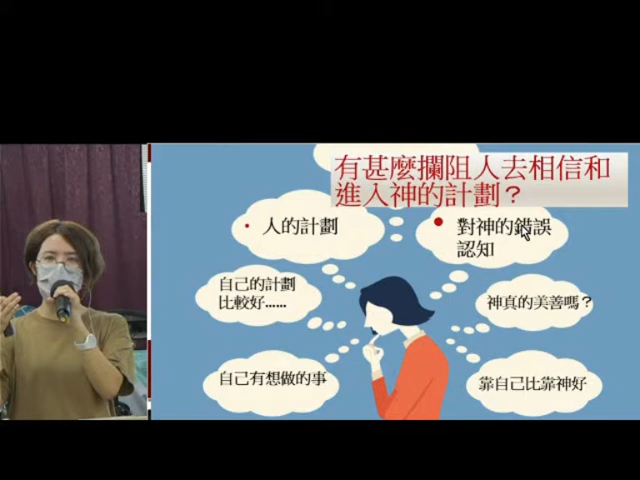 有甚麼攔阻人去相信和
進入神的計劃？
• 人的計劃
• 對神的錯誤
認知
自己的計劃
比較好......
神真的美善嗎？
自己有想做的事
靠自己比靠神好